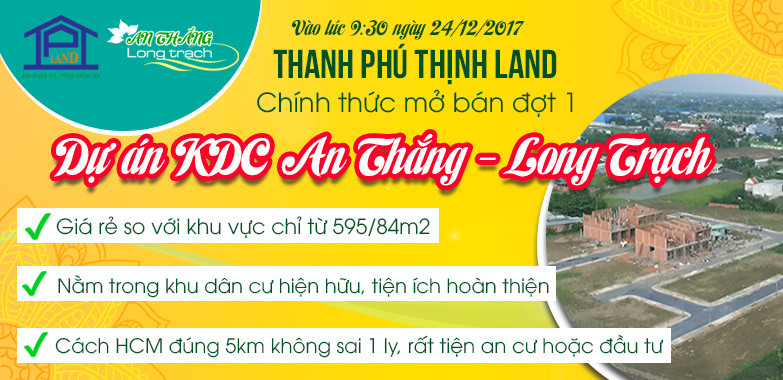 LAND
AN THẮNG
Long trạch
Vào lúc 9:30 ngày 24/12/2017
THANH PHÚ THỊNH LAND
Chính thức mở bán đợt 1
Dự án KDC An Thắng - Long Trạch
Giá rẻ so với khu vực chỉ từ 595/84m2
Nằm trong khu dân cư hiện hữu, tiện ích hoàn thiện
Cách HCM đúng 5km không sai 1 ly, rất tiện an cư hoặc đầu tư